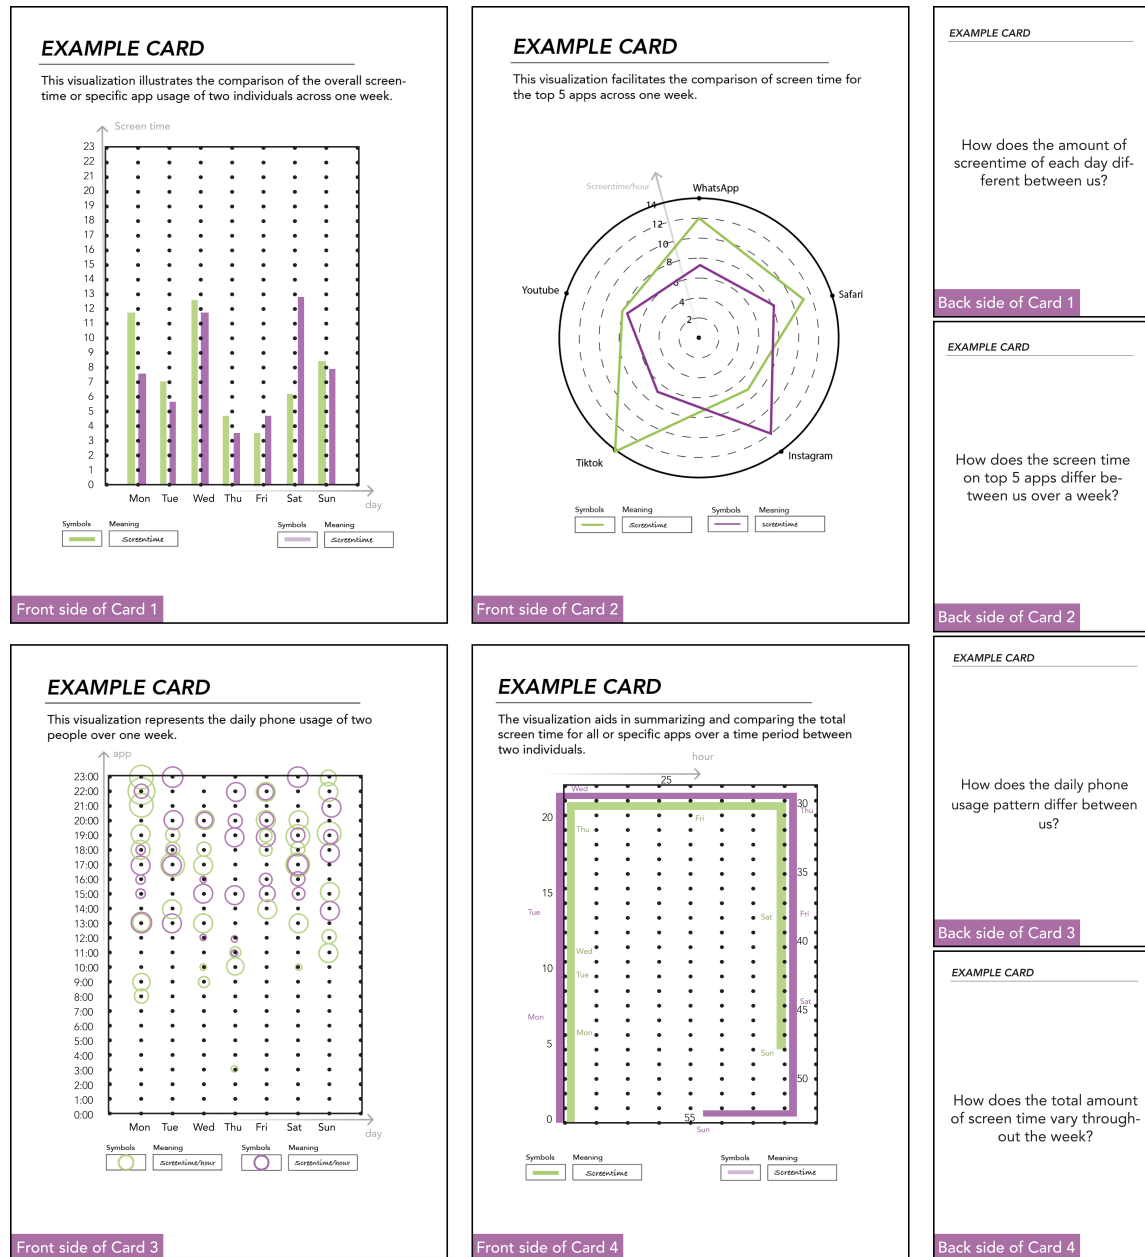 EXAMPLE CARD
This visualization illustrates the comparison of the overall screen-
time or specific app usage of two individuals across one week.
Screen time
23
22
21
20
19
18
17
16
15
14
13
12
11
10
9
8
7
6
5
4
3
2
1
0
Mon Tue Wed Thu Fri Sat Sun
day
Symbols Meaning Symbols Meaning
Screentime Screentime
Front side of Card 1
EXAMPLE CARD
This visualization facilitates the comparison of screen time for
the top 5 apps across one week.
Screentime/hour
WhatsApp
14
12
10
8
6
4
2
Youtube
Safari
Tiktok
Instagram
Symbols Meaning Symbols Meaning
Screentime screentime
Front side of Card 2
EXAMPLE CARD
How does the amount of
screentime of each day dif-
ferent between us?
Back side of Card 1
EXAMPLE CARD
How does the screen time
on top 5 apps differ be-
tween us over a week?
Back side of Card 2
EXAMPLE CARD
This visualization represents the daily phone usage of two
people over one week.
app
23:00
22:00
21:00
20:00
19:00
18:00
17:00
16:00
15:00
14:00
13:00
12:00
11:00
10:00
9:00
8:00
7:00
6:00
5:00
4:00
3:00
2:00
1:00
0:00
Mon Tue Wed Thu Fri Sat Sun
day
Symbols Meaning Symbols Meaning
Screentime/hour Screentime/hour
Front side of Card 3
EXAMPLE CARD
The visualization aids in summarizing and comparing the total
screen time for all or specific apps over a time period between
two individuals.
hour
25
Wed
30
Thu
20
Fri
Thu
35
15
Tue
Sat
Fri
40
Wed
10
Tue
Sat
45
Mon
Mon
5
Sun
50
0
55
Sun
Symbols Meaning Symbols Meaning
Screentime Screentime
Front side of Card 4
EXAMPLE CARD
How does the daily phone
usage pattern differ between
us?
Back side of Card 3
EXAMPLE CARD
How does the total amount
of screen time vary through-
out the week?
Back side of Card 4